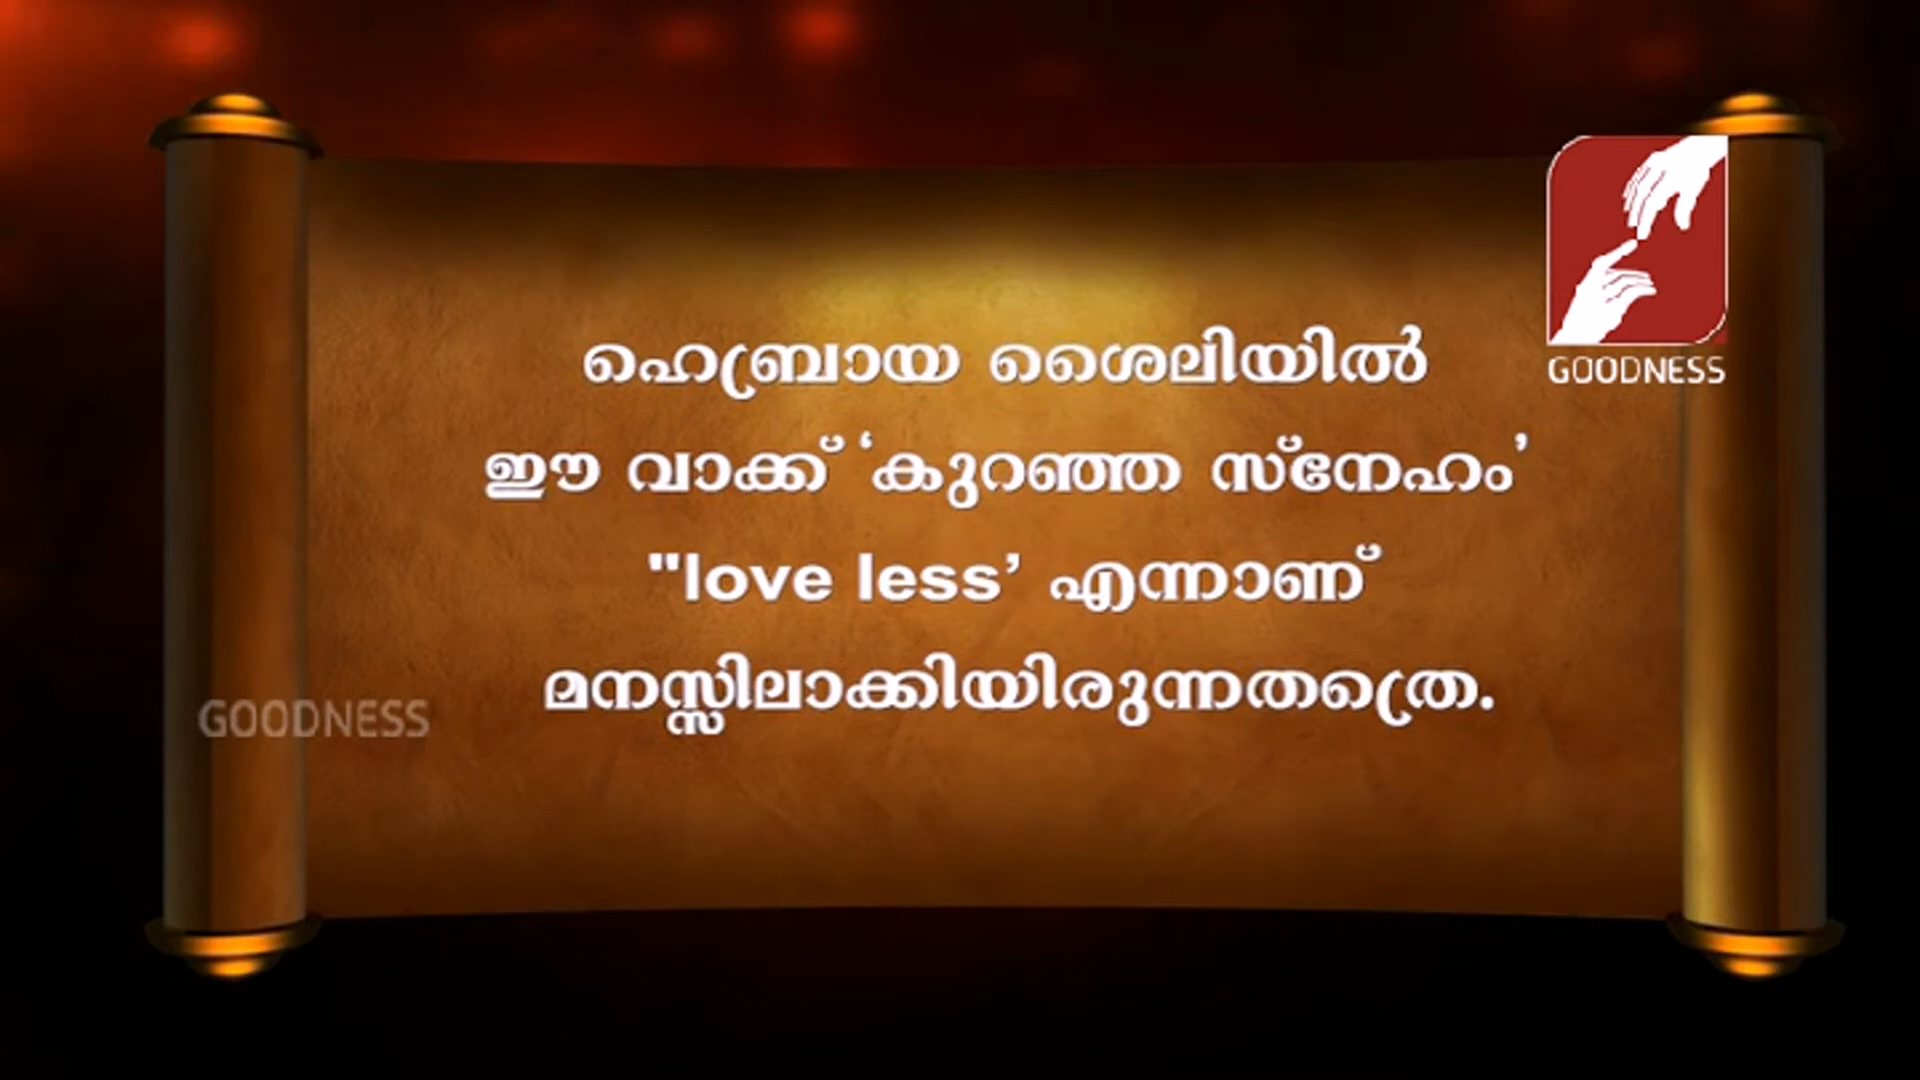 ഹെബ്രായ ശൈലിയിൽ
GOODNESS
ഈ വാക്ക് ‘കുറഞ്ഞ സ്നേഹം’
"love less’ എന്നാണ്
മനസ്സിലാക്കിയിരുന്നതത്രെ.
GOODNESS